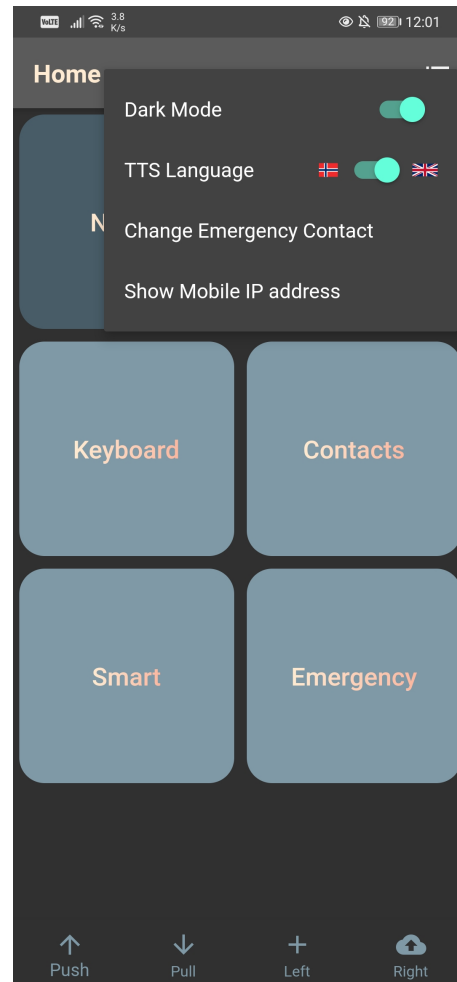 VoLTE 3.8 K/s 92 12:01
Home
Dark Mode
TTS Language
Change Emergency Contact
Show Mobile IP address
N
Keyboard Contacts
Smart Emergency
Push Pull Left Right